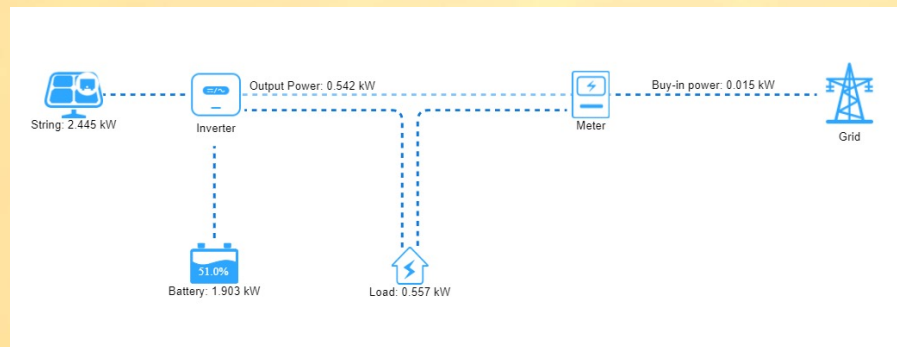 Output Power: 0.542 kW
Buy-in power: 0.015 kW
String: 2.445 kW
Inverter
Meter
Grid
51.0%
Battery: 1.903 kW
Load: 0.557 kW